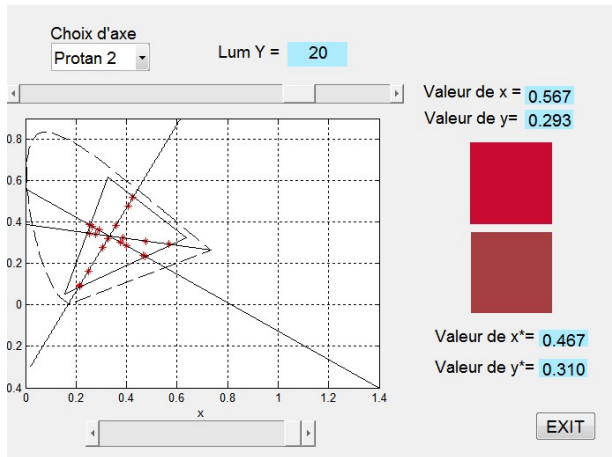 Choix d'axe
Protan 2
Lum Y = 20
Valeur de x = 0.567
Valeur de y= 0.293
0.8
0.6
0.4
0.2
0
0.2
0.4
0 0.2 0.4 0.6 0.8 1 1.2 1.4
x
Valeur de x*= 0.467
Valeur de y*= 0.310
EXIT